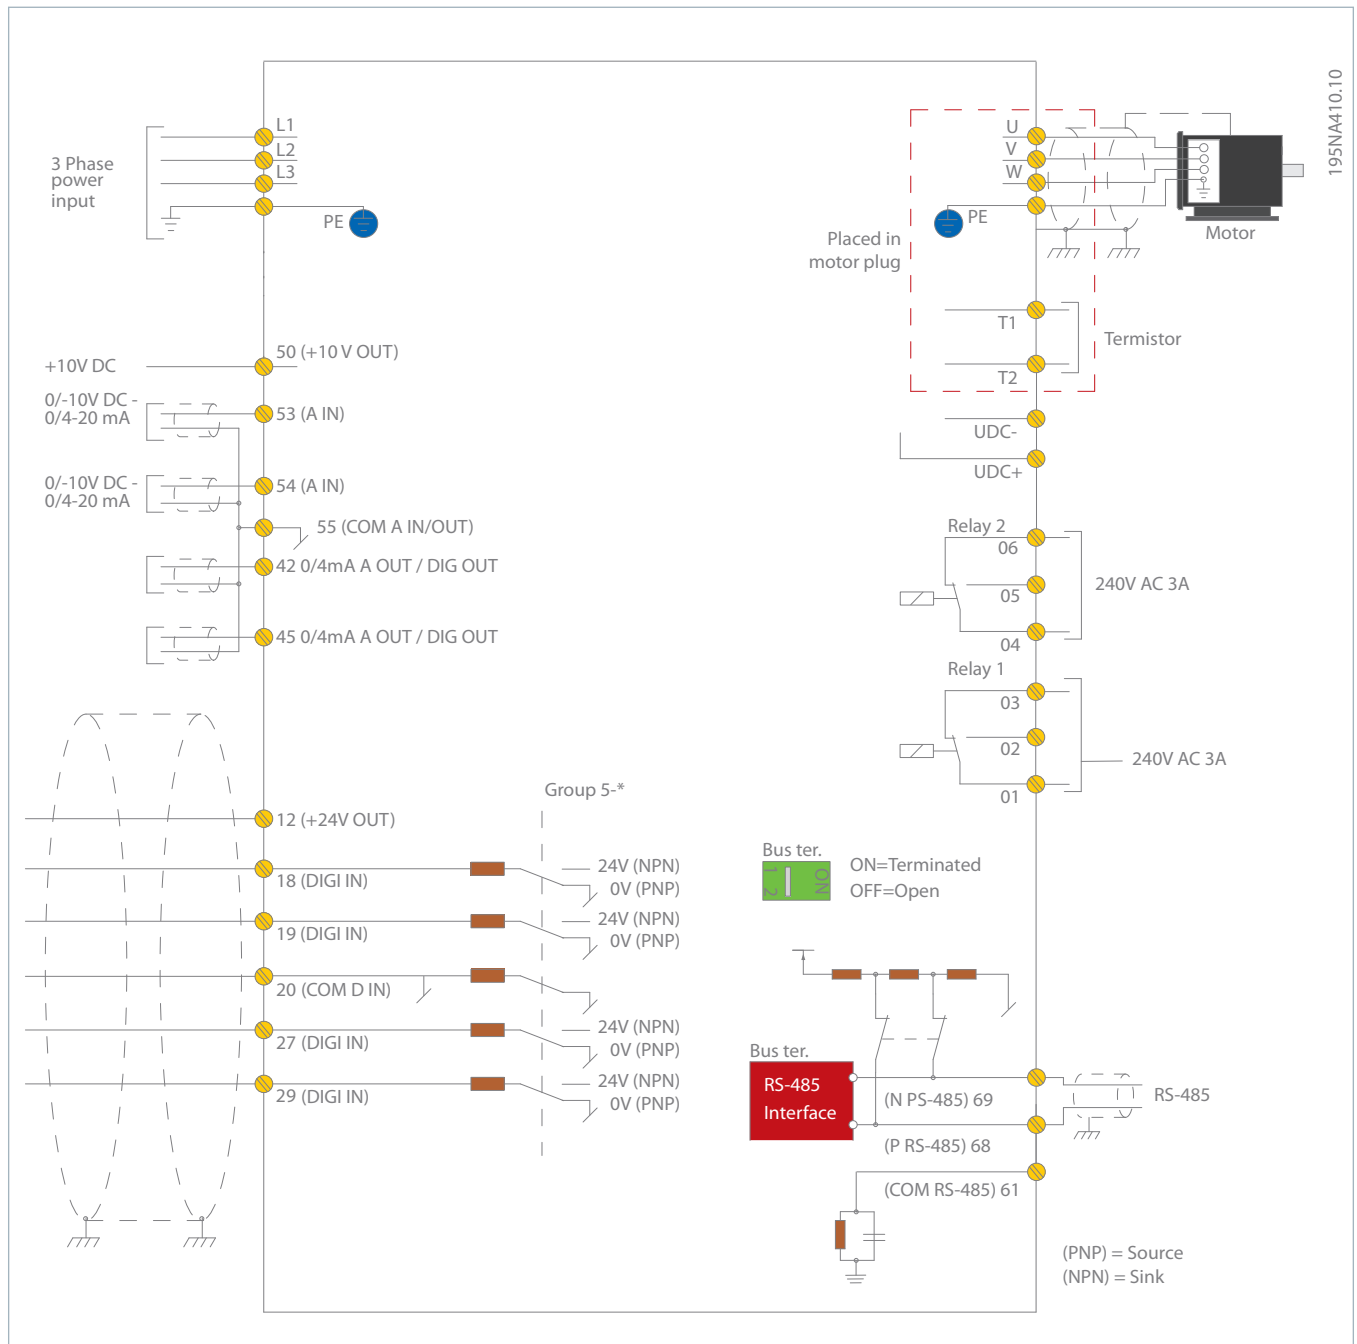 195NA410.10
3 Phase
power
input
L1
L2
L3
PE
U
V
W
PE
Motor
Placed in
motor plug
T1
Termistor
T2
+10V DC
50 (+10 V OUT)
0/-10V DC -
0/4-20 mA
53 (A IN)
0/-10V DC -
0/4-20 mA
54 (A IN)
55 (COM A IN/OUT)
42 0/4mA A OUT / DIG OUT
45 0/4mA A OUT / DIG OUT
UDC-
UDC+
Relay 2
06
05
04
240V AC 3A
Relay 1
03
02
01
240V AC 3A
Group 5-*
12 (+24V OUT)
18 (DIGI IN)
24V (NPN)
0V (PNP)
19 (DIGI IN)
24V (NPN)
0V (PNP)
20 (COM D IN)
27 (DIGI IN)
24V (NPN)
0V (PNP)
29 (DIGI IN)
24V (NPN)
0V (PNP)
Bus ter.
1 2
ON
ON=Terminated
OFF=Open
Bus ter.
RS-485
Interface
(N PS-485) 69
RS-485
(P RS-485) 68
(COM RS-485) 61
(PNP) = Source
(NPN) = Sink